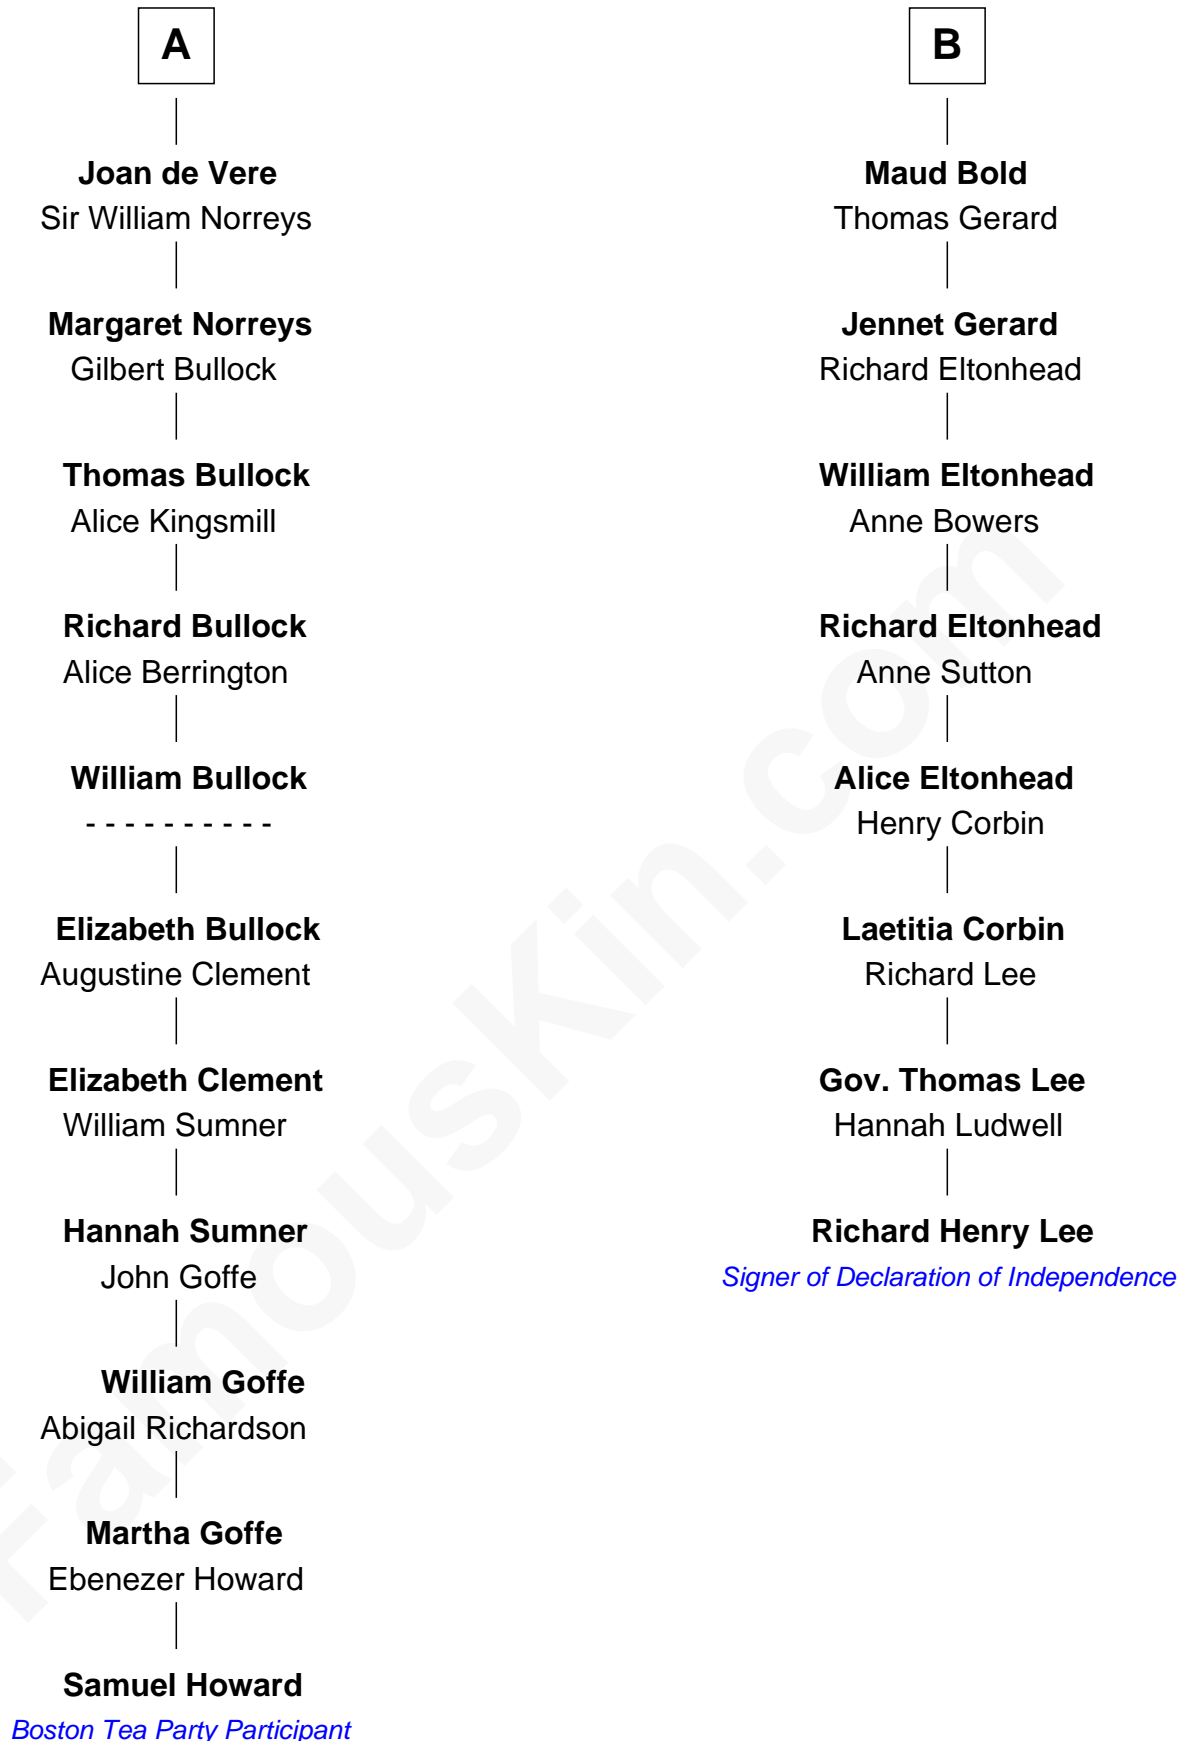 A
Joan de Vere
Sir William Norreys
Margaret Norreys
Gilbert Bullock
Thomas Bullock
Alice Kingsmill
Richard Bullock
Alice Berrington
William Bullock
- - - - - - - - - -
Elizabeth Bullock
Augustine Clement
Elizabeth Clement
William Sumner
Hannah Sumner
John Goffe
William Goffe
Abigail Richardson
Martha Goffe
Ebenezer Howard
Samuel Howard
Boston Tea Party Participant
B
Maud Bold
Thomas Gerard
Jennet Gerard
Richard Eltonhead
William Eltonhead
Anne Bowers
Richard Eltonhead
Anne Sutton
Alice Eltonhead
Henry Corbin
Laetitia Corbin
Richard Lee
Gov. Thomas Lee
Hannah Ludwell
Richard Henry Lee
Signer of Declaration of Independence
FamousKin.com